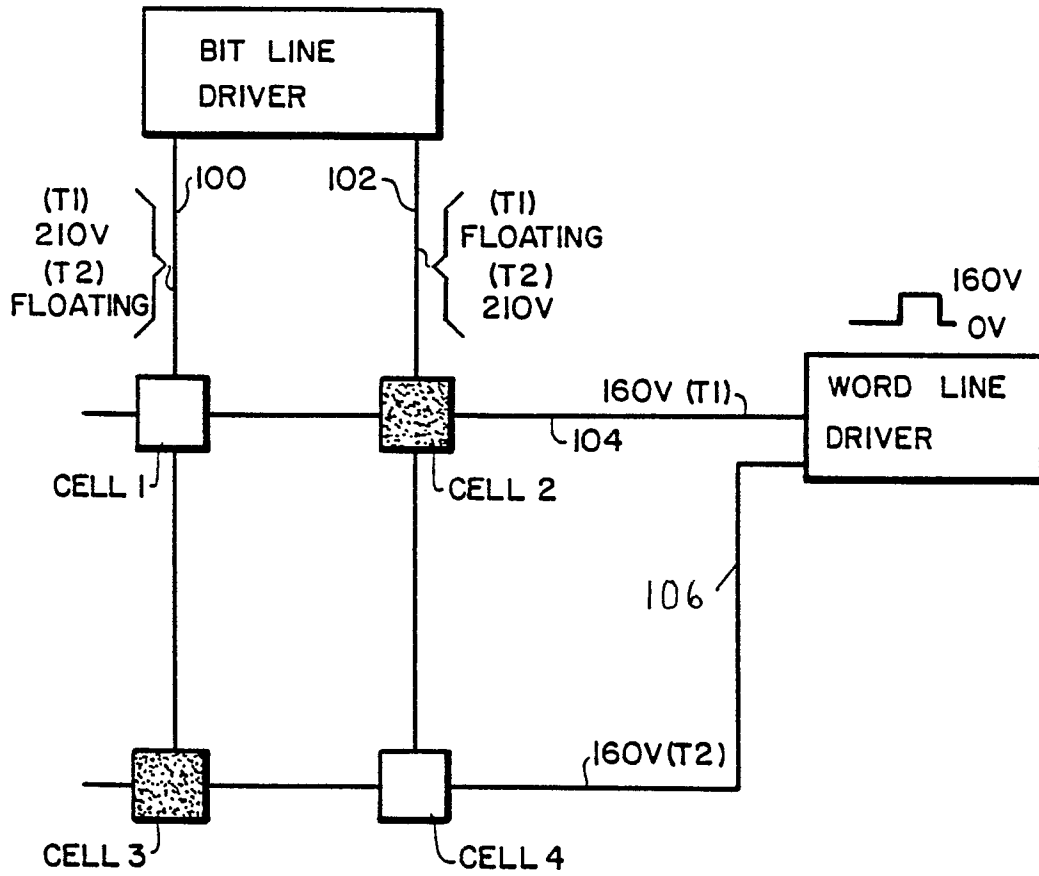 BIT LINE
DRIVER
100
102
(T1)
210V
(T2)
FLOATING
(T1)
FLOATING
(T2)
210V
160V
0V
WORD LINE
DRIVER
160V (T1)
104
CELL 1
CELL 2
106
160V(T2)
CELL 3
CELL 4